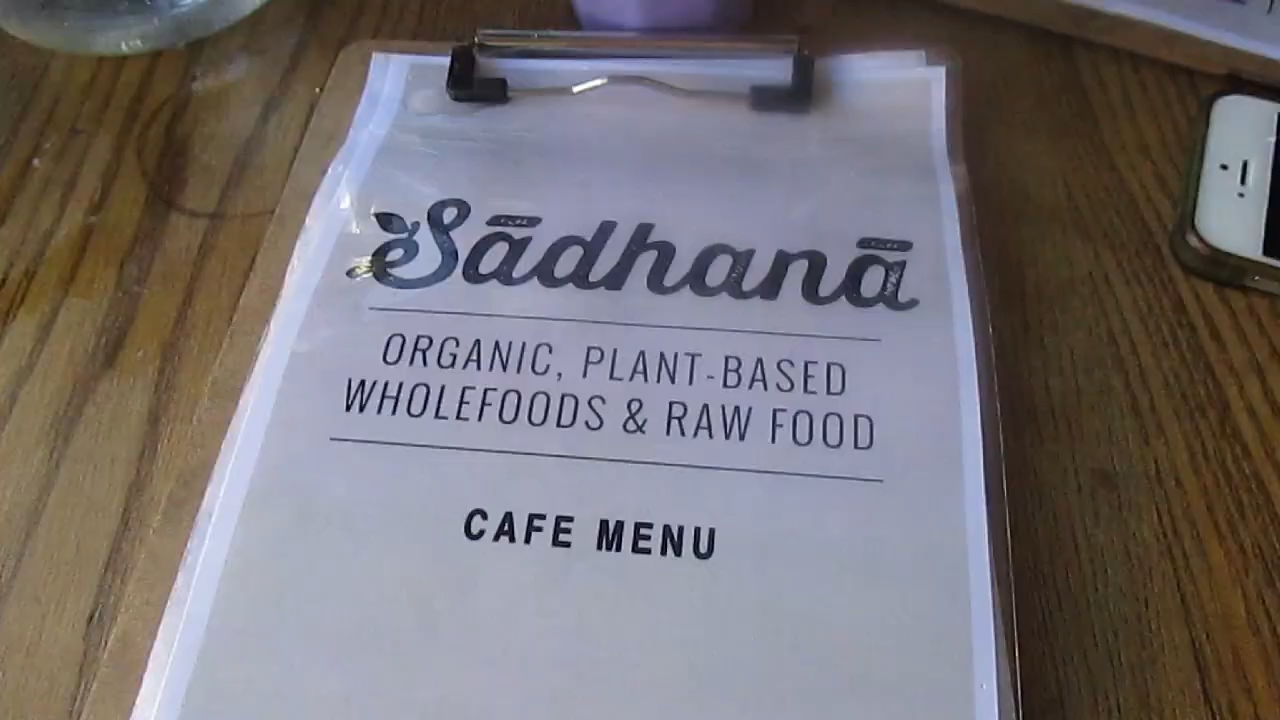 Sādhanā
ORGANIC, PLANT-BASED
WHOLEFOODS & RAW FOOD
CAFE MENU